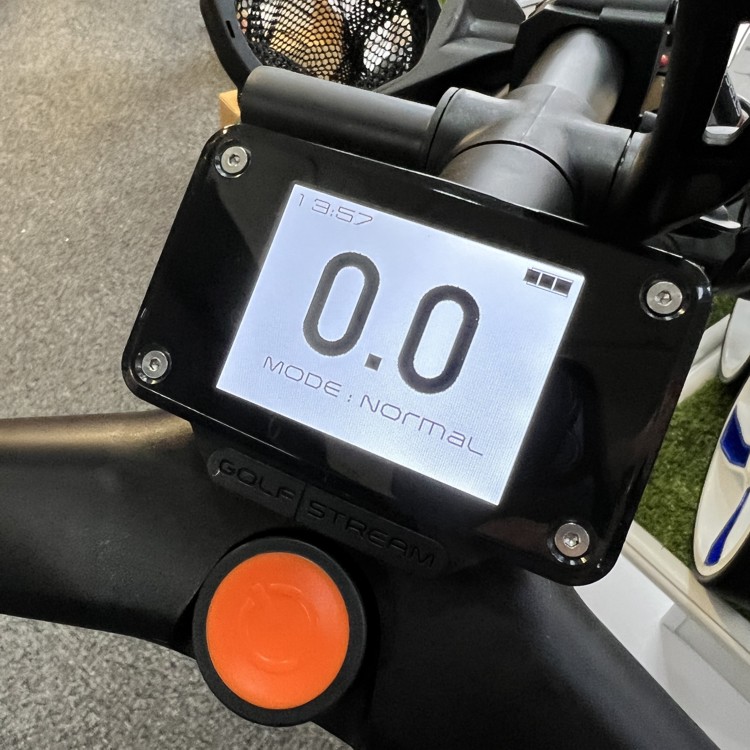 13:57
0.0
MODE: Normal
GOLF STREAM